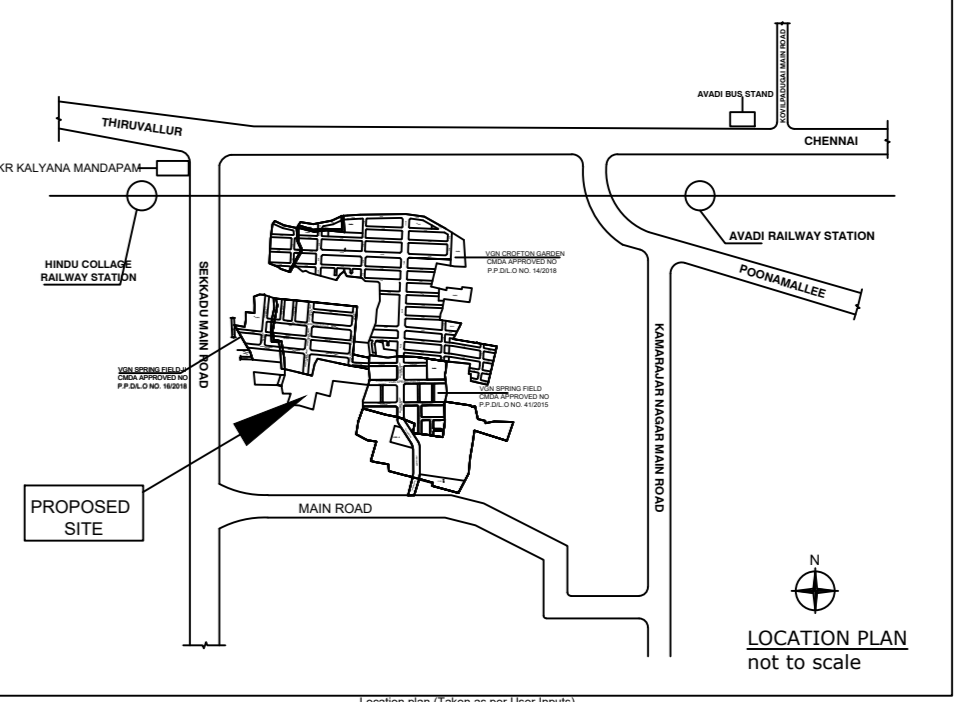 KOVILPADUGAI MAIN ROAD
AVADI BUS STAND
THIRUVALLUR
CHENNAI
KR KALYANA MANDAPAM
AVADI RAILWAY STATION
HINDU COLLAGE
RAILWAY STATION
SEKKADU MAIN ROAD
VGN CROFTON GARDEN
CMDA APPROVED NO
P.P.D/L.O NO. 14/2018
POONAMALLEE
KAMARAJAR NAGAR MAIN ROAD
VGN SPRING FIELD-II
CMDA APPROVED NO
P.P.D/L.O NO. 16/2018
VGN SPRING FIELD
CMDA APPROVED NO
P.P.D/L.O NO. 41/2015
PROPOSED
SITE
MAIN ROAD
N
LOCATION PLAN
not to scale
Location plan (Taken as per User Inputs)